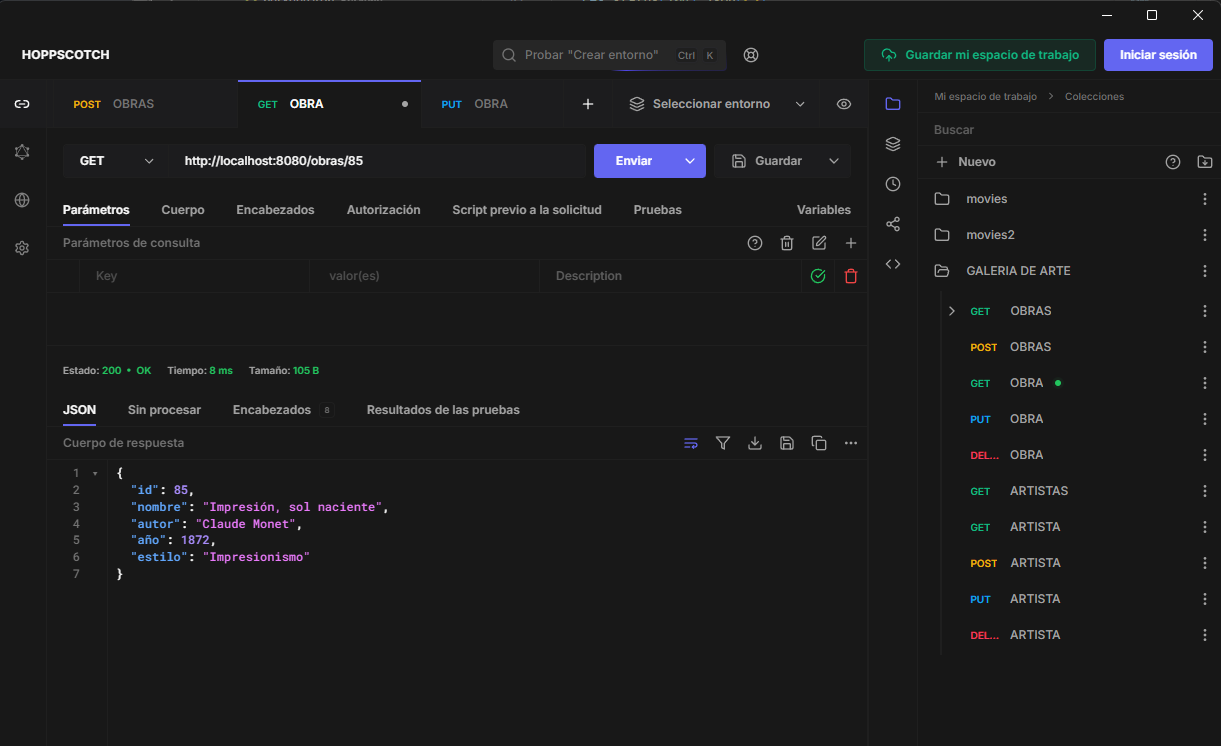 HOPPSCOTCH
Probar "Crear entorno" Ctrl K
Guardar mi espacio de trabajo
Iniciar sesión
POST OBRAS
GET OBRA
PUT OBRA
Seleccionar entorno
GET
http://localhost:8080/obras/85
Enviar
Guardar
Parámetros Cuerpo Encabezados Autorización Script previo a la solicitud Pruebas Variables
Parámetros de consulta
Key valor(es) Description
Estado: 200 • OK Tiempo: 8 ms Tamaño: 105 B
JSON Sin procesar Encabezados 8 Resultados de las pruebas
Cuerpo de respuesta
1 {
2 "id": 85,
3 "nombre": "Impresión, sol naciente",
4 "autor": "Claude Monet",
5 "año": 1872,
6 "estilo": "Impresionismo"
7 }
Mi espacio de trabajo > Colecciones
Buscar
+ Nuevo
movies
movies2
GALERIA DE ARTE
GET OBRAS
POST OBRAS
GET OBRA
PUT OBRA
DEL... OBRA
GET ARTISTAS
GET ARTISTA
POST ARTISTA
PUT ARTISTA
DEL... ARTISTA